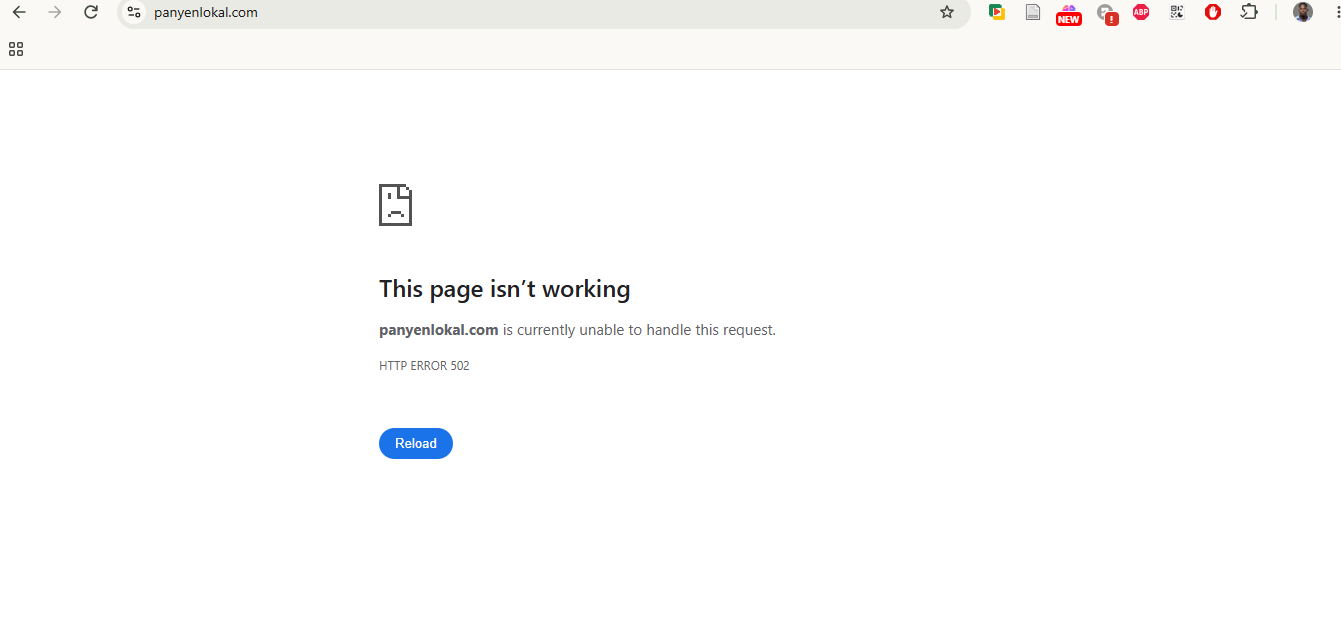 panyenlokal.com
NEW
!
ABP
This page isn’t working
panyenlokal.com is currently unable to handle this request.
HTTP ERROR 502
Reload